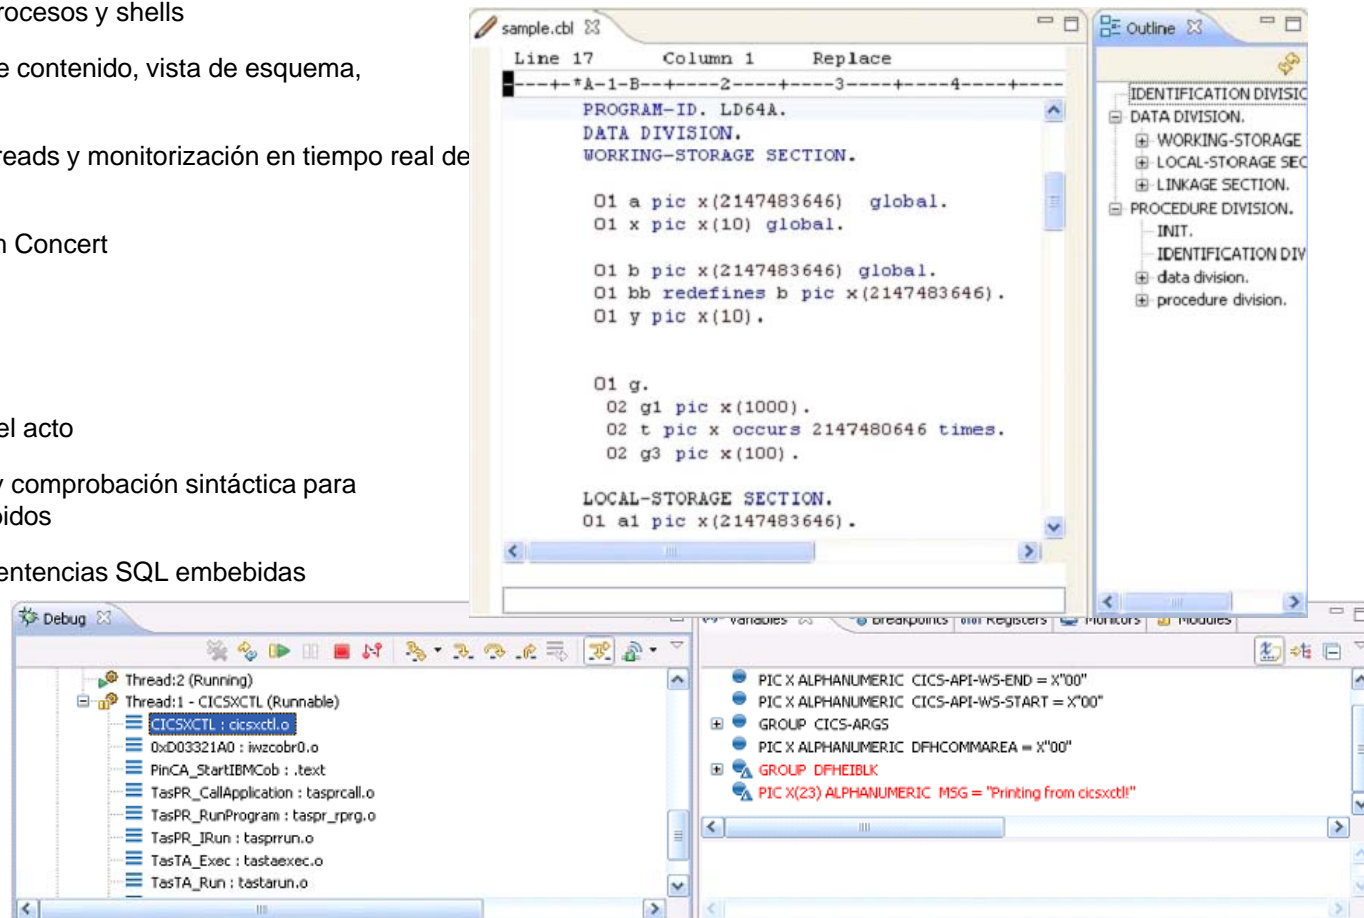 rocesos y shells
e contenido, vista de esquema,
reads y monitorización en tiempo real de
n Concert
el acto
y comprobación sintáctica para
bidos
entencias SQL embebidas
sample.cbl
Line 17 Column 1 Replace
----+-*A-1-B--+----2----+----3----+----4----+----
PROGRAM-ID. LD64A.
DATA DIVISION.
WORKING-STORAGE SECTION.
01 a pic x(2147483646) global.
01 x pic x(10) global.
01 b pic x(2147483646) global.
01 bb redefines b pic x(2147483646).
01 y pic x(10).
01 g.
02 g1 pic x(1000).
02 t pic x occurs 2147480646 times.
02 g3 pic x(100).
LOCAL-STORAGE SECTION.
01 a1 pic x(2147483646).
Outline
IDENTIFICATION DIVISIC
DATA DIVISION.
WORKING-STORAGE
LOCAL-STORAGE SEC
LINKAGE SECTION.
PROCEDURE DIVISION.
INIT.
IDENTIFICATION DIV
data division.
procedure division.
Debug
Thread:2 (Running)
Thread:1 - CICSXCTL (Runnable)
CICSXCTL : cicsxctl.o
0xD03321A0 : iwzcobr0.o
PinCA_StartIBMCob : .text
TasPR_CallApplication : tasprcall.o
TasPR_RunProgram : taspr_rprg.o
TasPR_IRun : tasprrun.o
TasTA_Exec : tastaexec.o
TasTA_Run : tastarun.o
Variables Breakpoints Registers Monitors Modules
PIC X ALPHANUMERIC CICS-API-WS-END = X"00"
PIC X ALPHANUMERIC CICS-API-WS-START = X"00"
GROUP CICS-ARGS
PIC X ALPHANUMERIC DFHCOMMAREA = X"00"
GROUP DFHEIBLK
PIC X(23) ALPHANUMERIC MSG = "Printing from cicsxctl!"